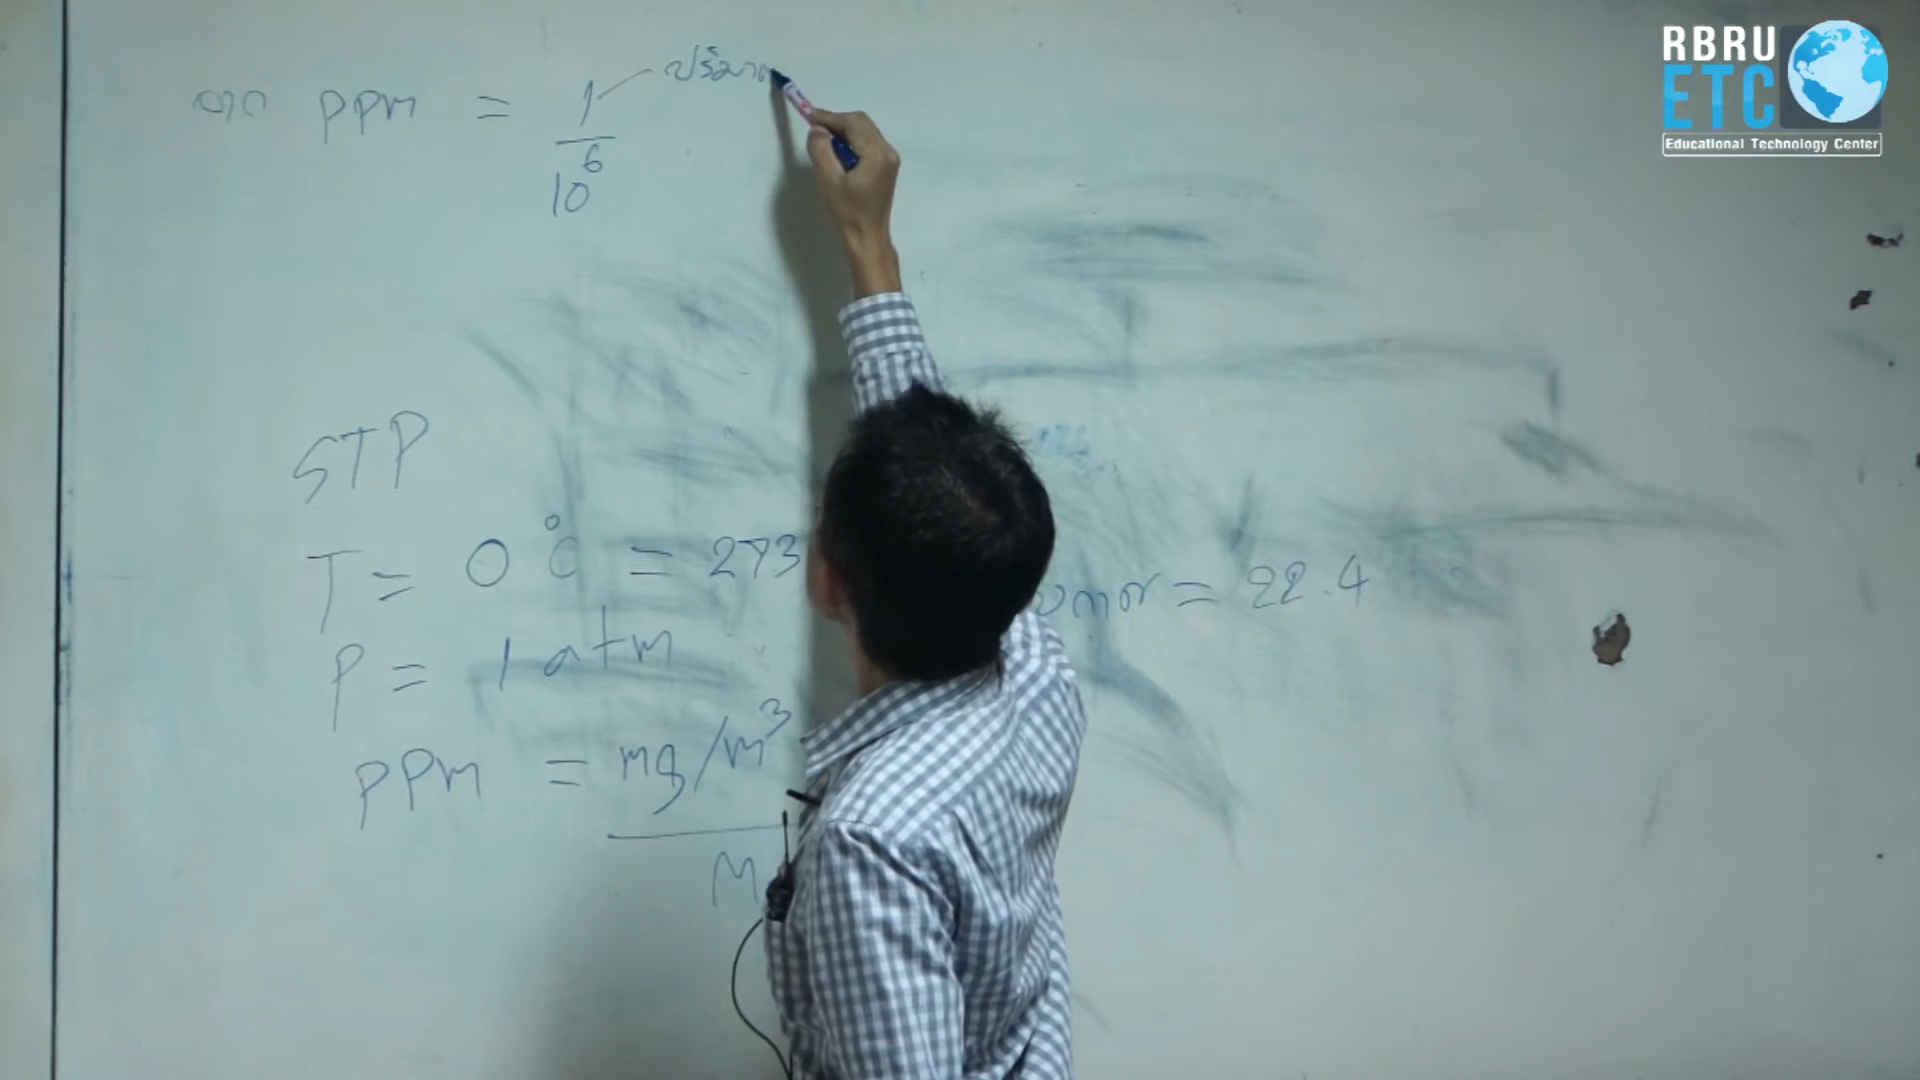 จาก ppm = 1 ปริมาต
10⁶
STP
T = 0 °C = 273
P = 1 atm
= 22.4
ppm = mg/m³
M
RBRU
ETC
Educational Technology Center